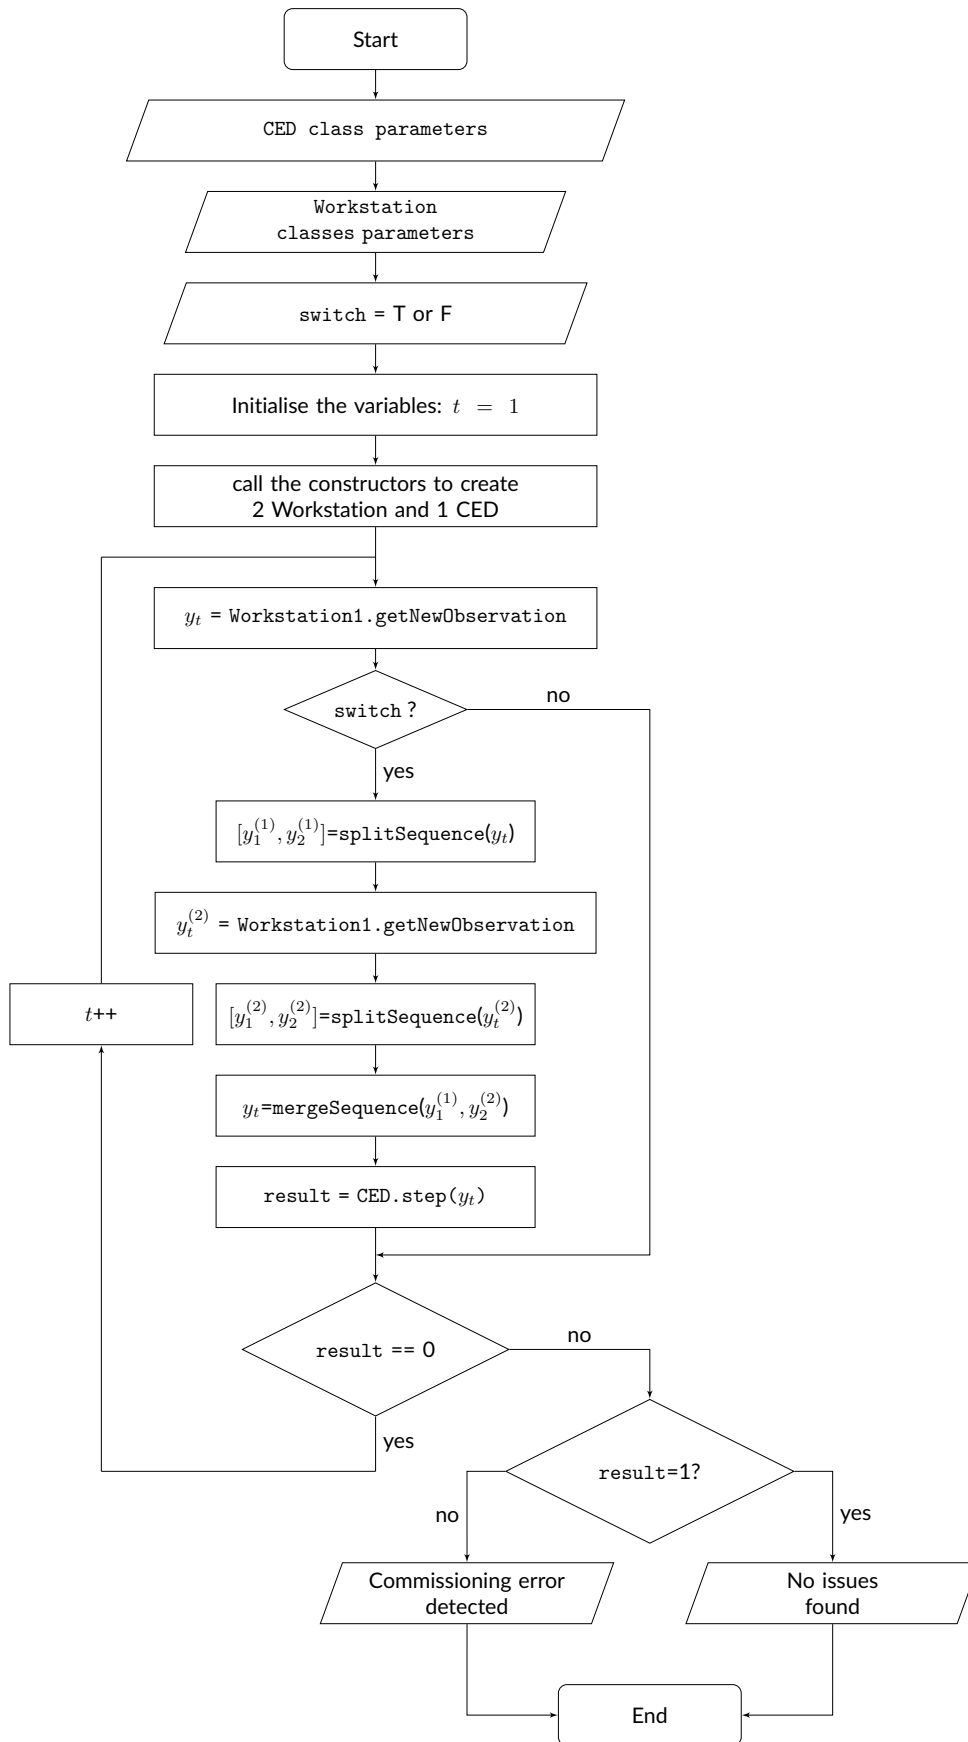 Start
CED class parameters
Workstation
classes parameters
switch = T or F
Initialise the variables: t = 1
call the constructors to create
2 Workstation and 1 CED
y_t = Workstation1.getNewObservation
switch ?
no
yes
[y_1^{(1)}, y_2^{(1)}]=splitSequence(y_t)
y_t^{(2)} = Workstation1.getNewObservation
t++
[y_1^{(2)}, y_2^{(2)}]=splitSequence(y_t^{(2)})
y_t=mergeSequence(y_1^{(1)}, y_2^{(2)})
result = CED.step(y_t)
result == 0
no
yes
result=1?
no
yes
Commissioning error
detected
No issues
found
End